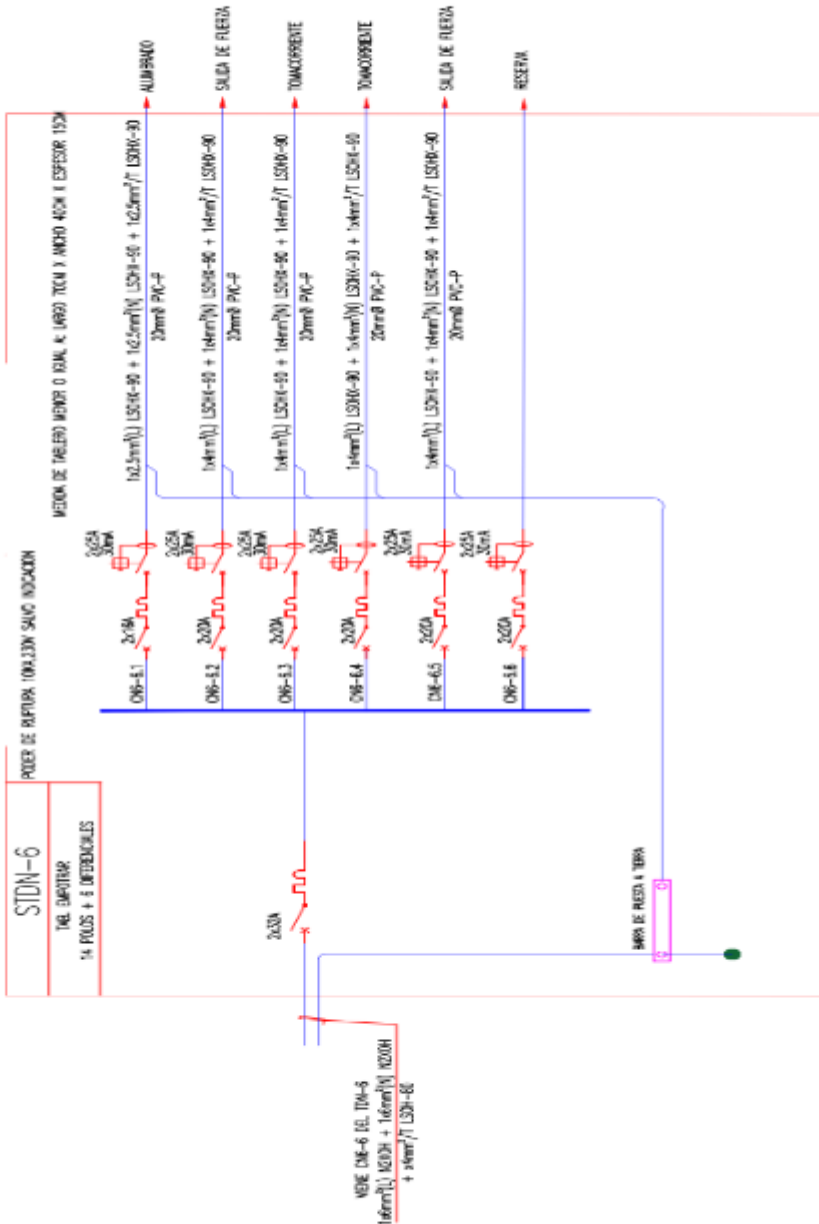 STDN-6
TAB. EMPOTRAR
14 POLOS + 6 DIFERENCIALES
PODER DE RUPTURA 10KA,230V SALVO INDICACION
MEDIDA DE TABLERO MENOR O IGUAL A: LARGO 70CM X ANCHO 40CM X ESPESOR 15CM
VIENE CN6-6 DEL TDN-6
1x6mm²(L) N2XOH + 1x6mm²(N) N2XOH
+ x4mm²/T LSOH-80
2x32A
BARRA DE PUESTA A TIERRA
CN6-6.1
2x16A
2x25A
30mA
1x2.5mm²(L) LSOHX-90 + 1x2.5mm²(N) LSOHX-90 + 1x2.5mm²/T LSOHX-90
20mmØ PVC-P
ALUMBRADO
CN6-6.2
2x20A
2x25A
30mA
1x4mm²(L) LSOHX-90 + 1x4mm²(N) LSOHX-90 + 1x4mm²/T LSOHX-90
20mmØ PVC-P
SALIDA DE FUERZA
CN6-6.3
2x20A
2x25A
30mA
1x4mm²(L) LSOHX-90 + 1x4mm²(N) LSOHX-90 + 1x4mm²/T LSOHX-90
20mmØ PVC-P
TOMACORRIENTE
CN6-6.4
2x20A
2x25A
30mA
1x4mm²(L) LSOHX-90 + 1x4mm²(N) LSOHX-90 + 1x4mm²/T LSOHX-90
20mmØ PVC-P
TOMACORRIENTE
CN6-6.5
2x20A
2x25A
30mA
1x4mm²(L) LSOHX-90 + 1x4mm²(N) LSOHX-90 + 1x4mm²/T LSOHX-90
20mmØ PVC-P
SALIDA DE FUERZA
CN6-6.6
2x20A
2x25A
30mA
RESERVA